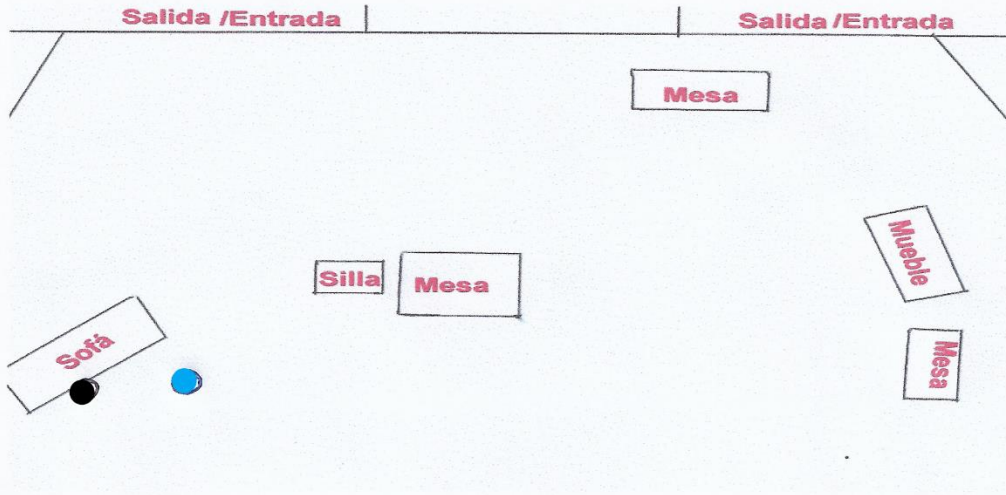 Salida /Entrada
Salida /Entrada
Mesa
Mueble
Silla
Mesa
Sofá
Mesa